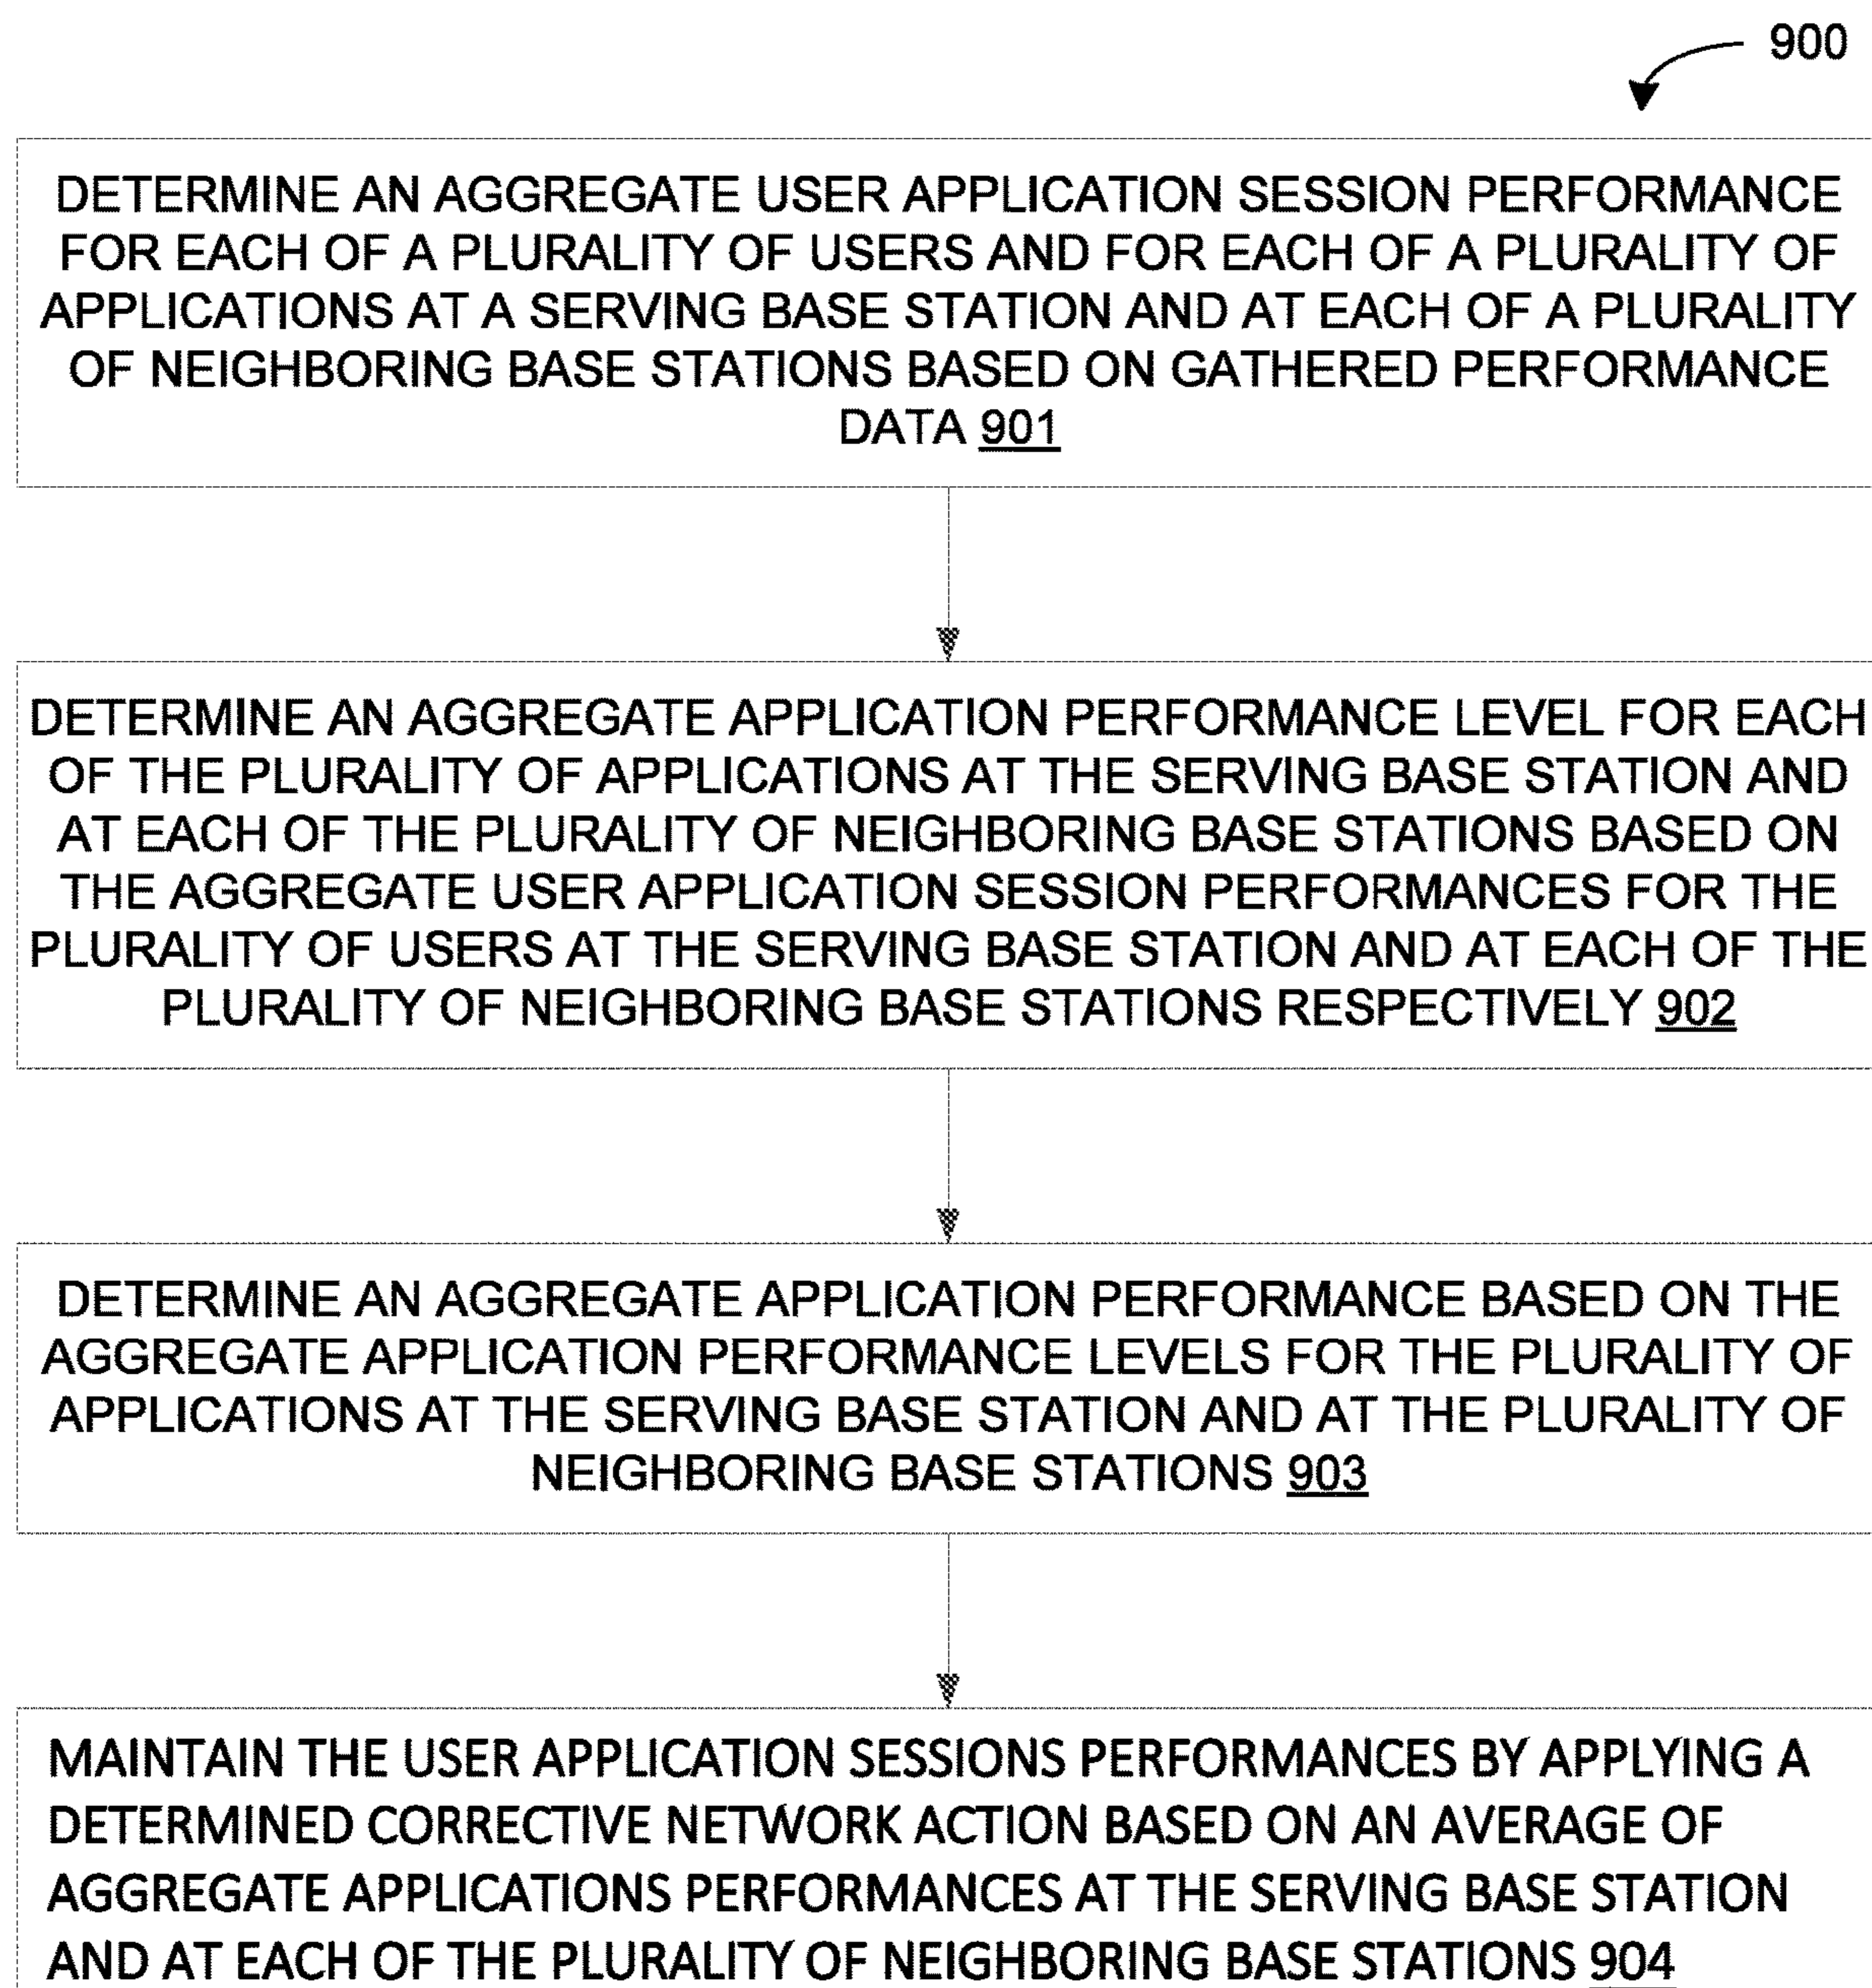 900
DETERMINE AN AGGREGATE USER APPLICATION SESSION PERFORMANCE
FOR EACH OF A PLURALITY OF USERS AND FOR EACH OF A PLURALITY OF
APPLICATIONS AT A SERVING BASE STATION AND AT EACH OF A PLURALITY
OF NEIGHBORING BASE STATIONS BASED ON GATHERED PERFORMANCE
DATA 901
DETERMINE AN AGGREGATE APPLICATION PERFORMANCE LEVEL FOR EACH
OF THE PLURALITY OF APPLICATIONS AT THE SERVING BASE STATION AND
AT EACH OF THE PLURALITY OF NEIGHBORING BASE STATIONS BASED ON
THE AGGREGATE USER APPLICATION SESSION PERFORMANCES FOR THE
PLURALITY OF USERS AT THE SERVING BASE STATION AND AT EACH OF THE
PLURALITY OF NEIGHBORING BASE STATIONS RESPECTIVELY 902
DETERMINE AN AGGREGATE APPLICATION PERFORMANCE BASED ON THE
AGGREGATE APPLICATION PERFORMANCE LEVELS FOR THE PLURALITY OF
APPLICATIONS AT THE SERVING BASE STATION AND AT THE PLURALITY OF
NEIGHBORING BASE STATIONS 903
MAINTAIN THE USER APPLICATION SESSIONS PERFORMANCES BY APPLYING A
DETERMINED CORRECTIVE NETWORK ACTION BASED ON AN AVERAGE OF
AGGREGATE APPLICATIONS PERFORMANCES AT THE SERVING BASE STATION
AND AT EACH OF THE PLURALITY OF NEIGHBORING BASE STATIONS 904